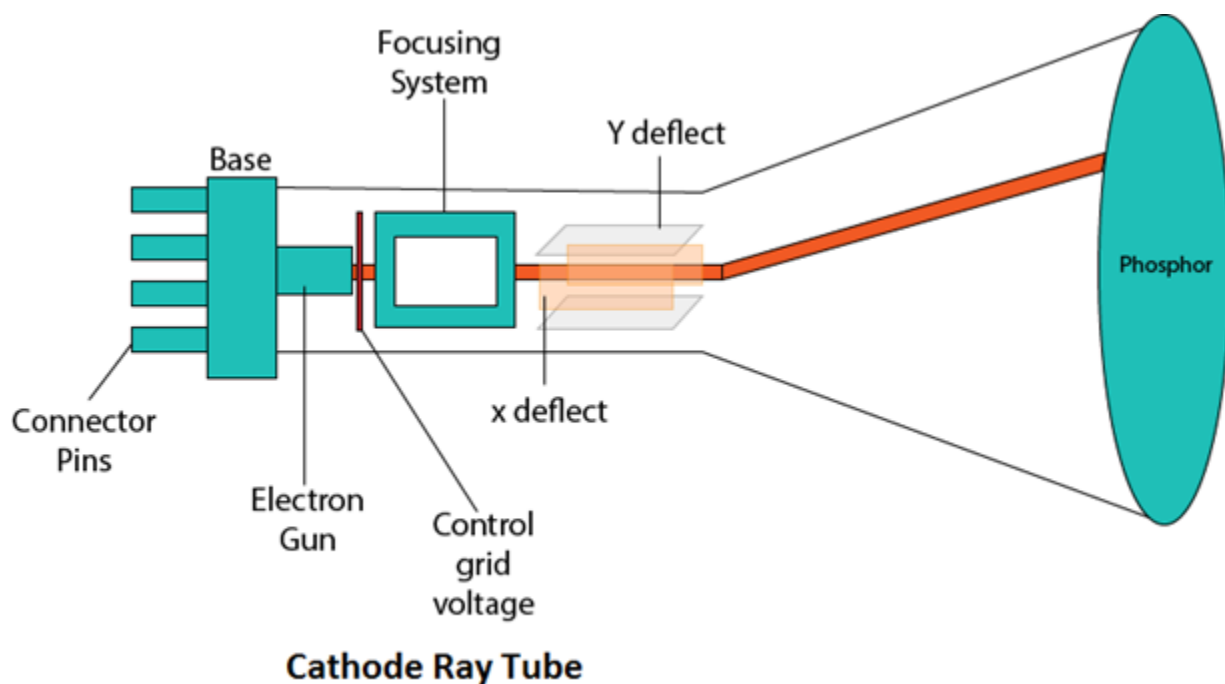 Focusing
System
Y deflect
Base
Phosphor
x deflect
Connector
Pins
Electron
Gun
Control
grid
voltage
Cathode Ray Tube